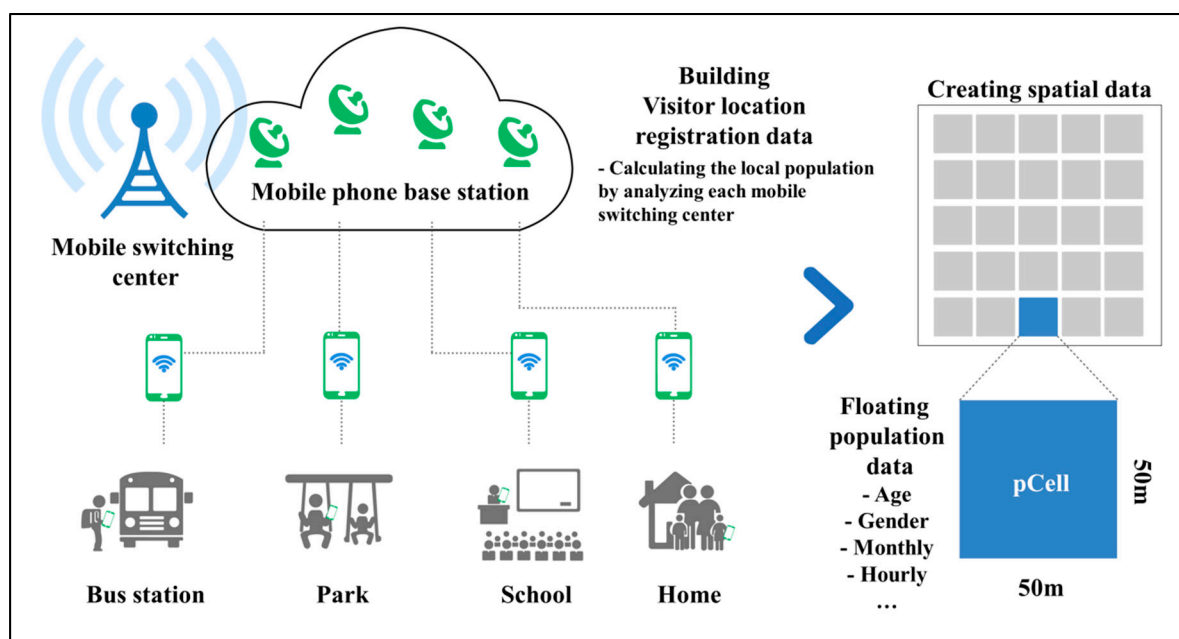 Mobile phone base station
Mobile switching
center
Building
Visitor location
registration data
- Calculating the local population
by analyzing each mobile
switching center
Bus station
Park
School
Home
Creating spatial data
Floating
population
data
- Age
- Gender
- Monthly
- Hourly
...
pCell
50m
50m